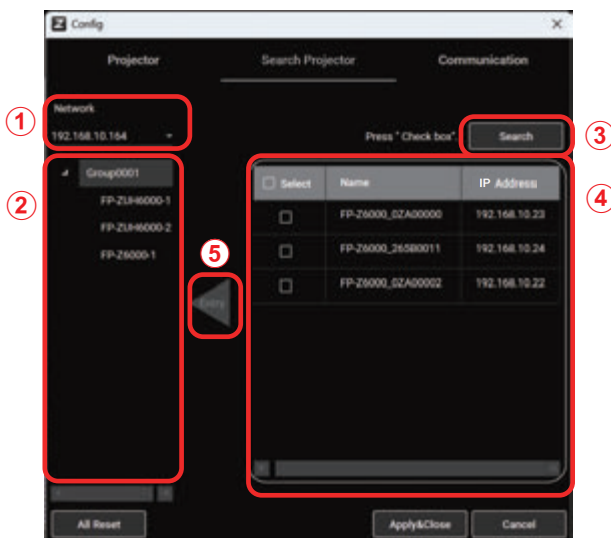 Z Config ×
Projector Search Projector Communication
① Network
192.168.10.164
Press " Check box". Search ③
② Group0001
FP-ZUH6000-1
FP-ZUH6000-2
FP-Z6000-1
⑤
Entry
④
Select Name IP Address
FP-Z6000_0ZA00000 192.168.10.23
FP-Z6000_265B0011 192.168.10.24
FP-Z6000_0ZA00002 192.168.10.22
All Reset Apply&Close Cancel